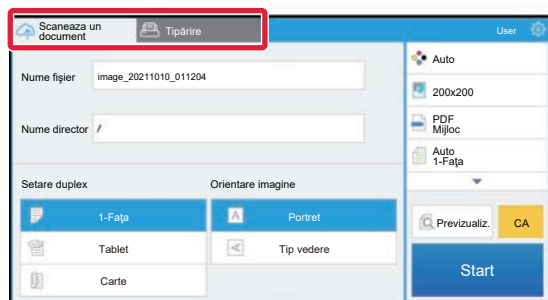 Scaneaza un
document
Tipărire
User
Nume fişier
image_20211010_011204
Nume director
/
Setare duplex
Orientare imagine
1-Faţa
Tablet
Carte
A
Portret
Tip vedere
Auto
200x200
PDF
Mijloc
Auto
1-Faţa
Previzualiz.
CA
Start